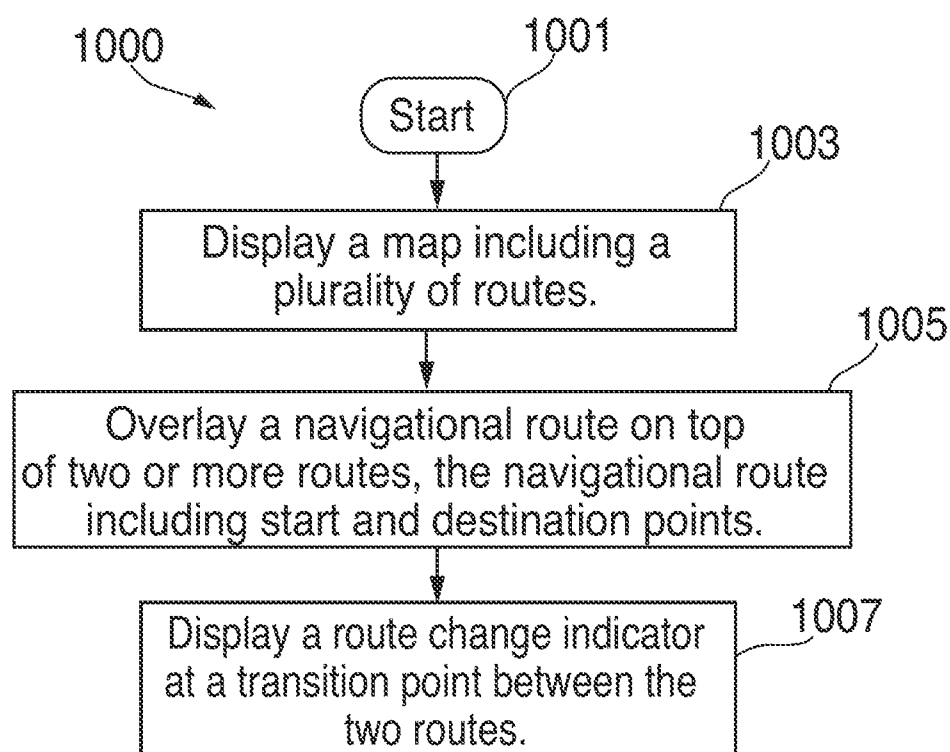 1000
1001
Start
1003
Display a map including a
plurality of routes.
1005
Overlay a navigational route on top
of two or more routes, the navigational route
including start and destination points.
1007
Display a route change indicator
at a transition point between the
two routes.